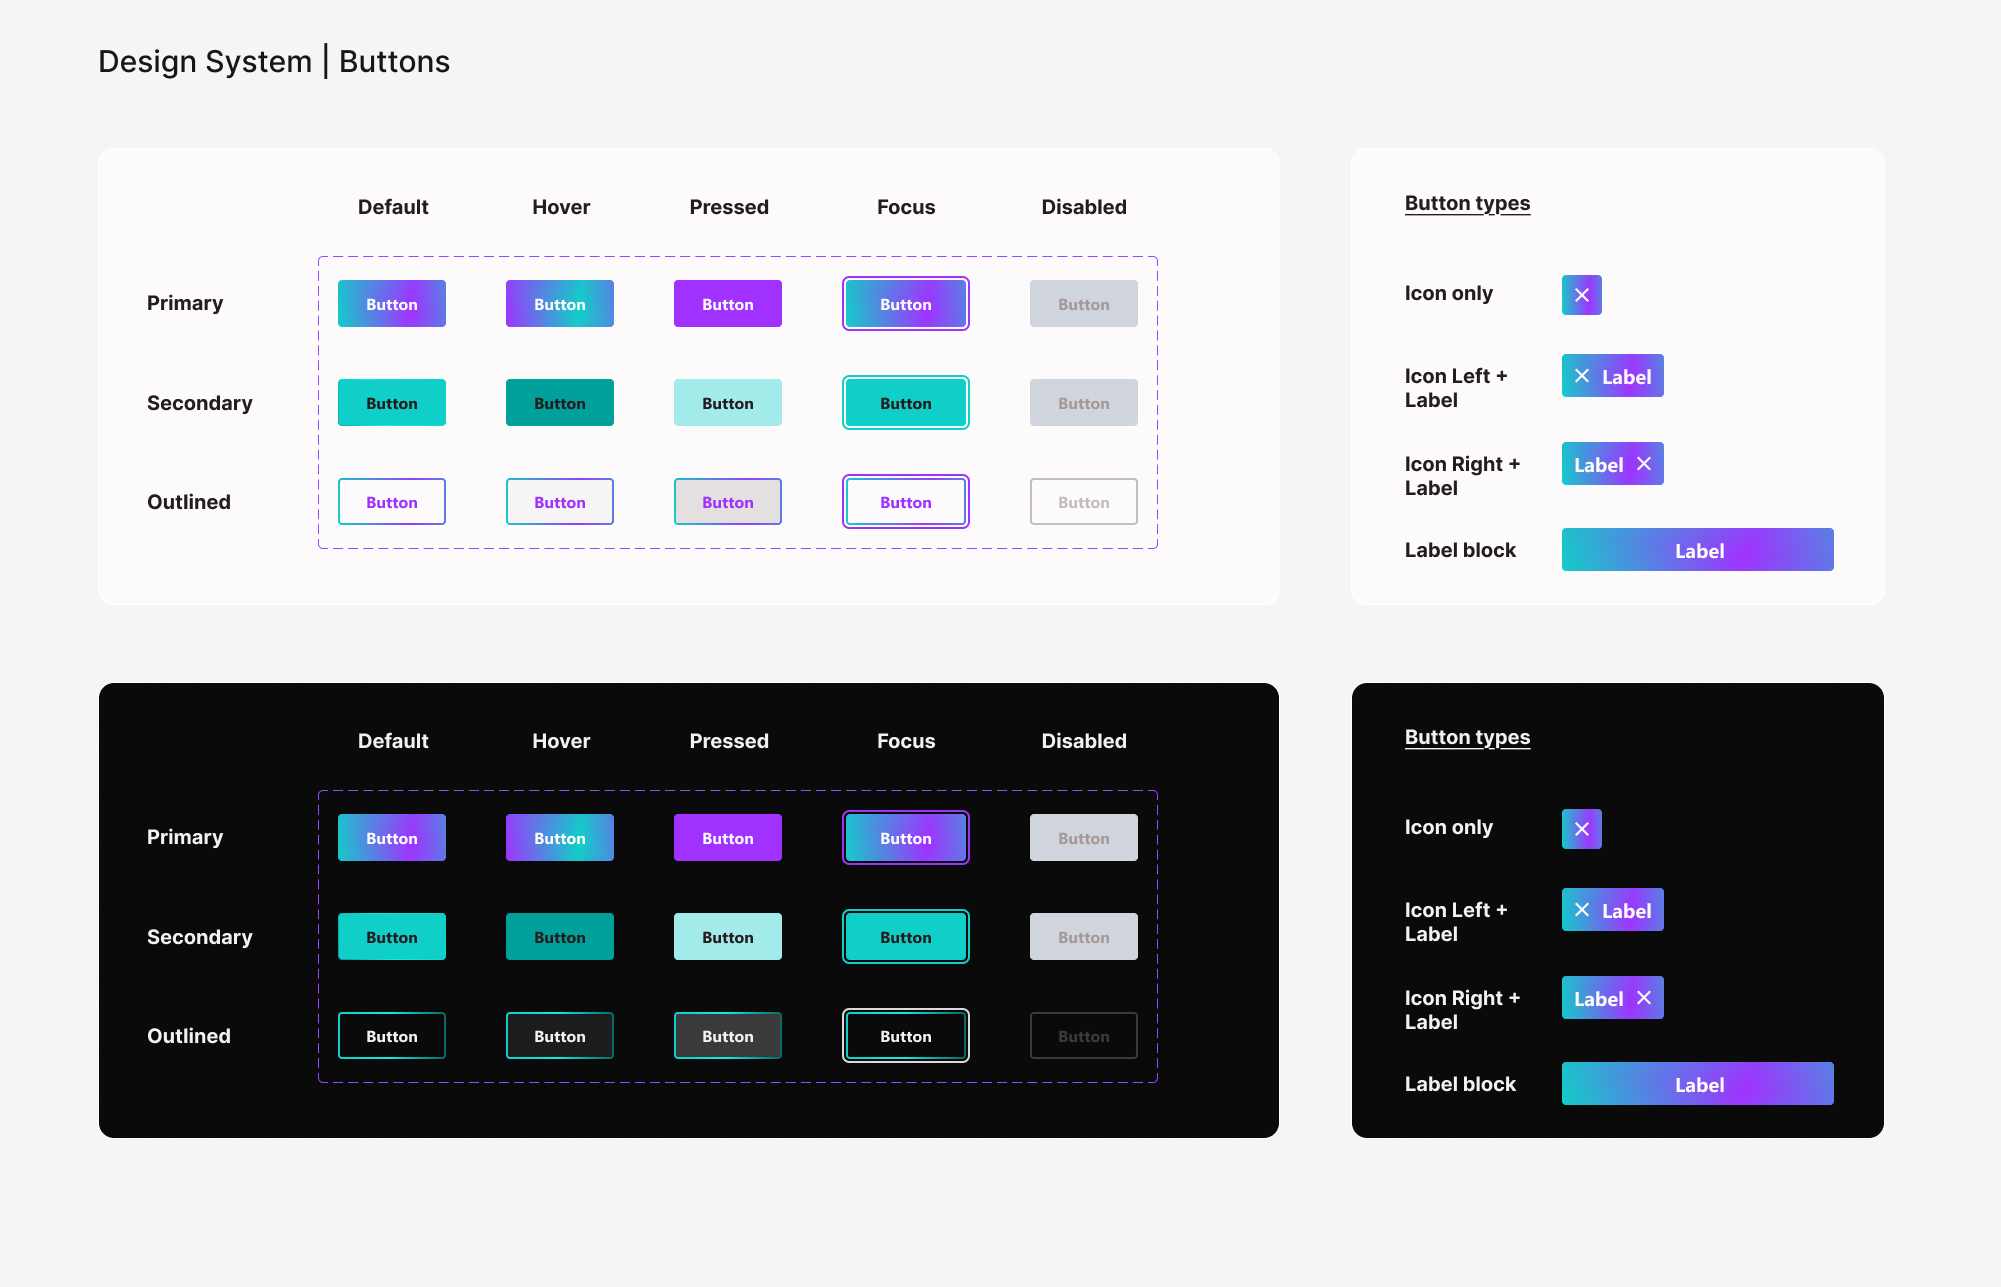 Design System | Buttons
Default Hover Pressed Focus Disabled
Primary Button Button Button Button Button
Secondary Button Button Button Button Button
Outlined Button Button Button Button Button
Button types
Icon only
Icon Left + Label
Label
Icon Right + Label
Label
Label block Label
Default Hover Pressed Focus Disabled
Primary Button Button Button Button Button
Secondary Button Button Button Button Button
Outlined Button Button Button Button Button
Button types
Icon only
Icon Left + Label
Label
Icon Right + Label
Label
Label block Label